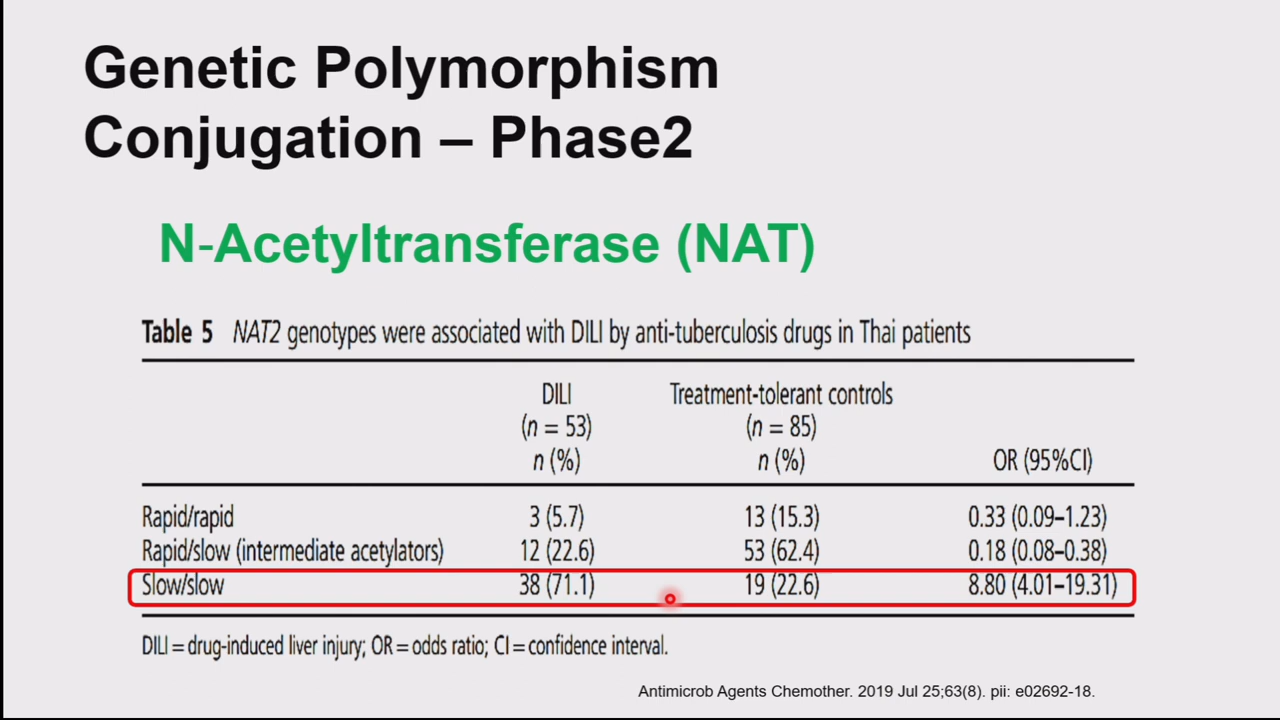 Genetic Polymorphism
Conjugation – Phase2
N-Acetyltransferase (NAT)
Table 5 NAT2 genotypes were associated with DILI by anti-tuberculosis drugs in Thai patients
DILI Treatment-tolerant controls
(n = 53) (n = 85)
n (%) n (%) OR (95%CI)
Rapid/rapid 3 (5.7) 13 (15.3) 0.33 (0.09–1.23)
Rapid/slow (intermediate acetylators) 12 (22.6) 53 (62.4) 0.18 (0.08–0.38)
Slow/slow 38 (71.1) 19 (22.6) 8.80 (4.01–19.31)
DILI = drug-induced liver injury; OR = odds ratio; CI = confidence interval.
Antimicrob Agents Chemother. 2019 Jul 25;63(8). pii: e02692-18.